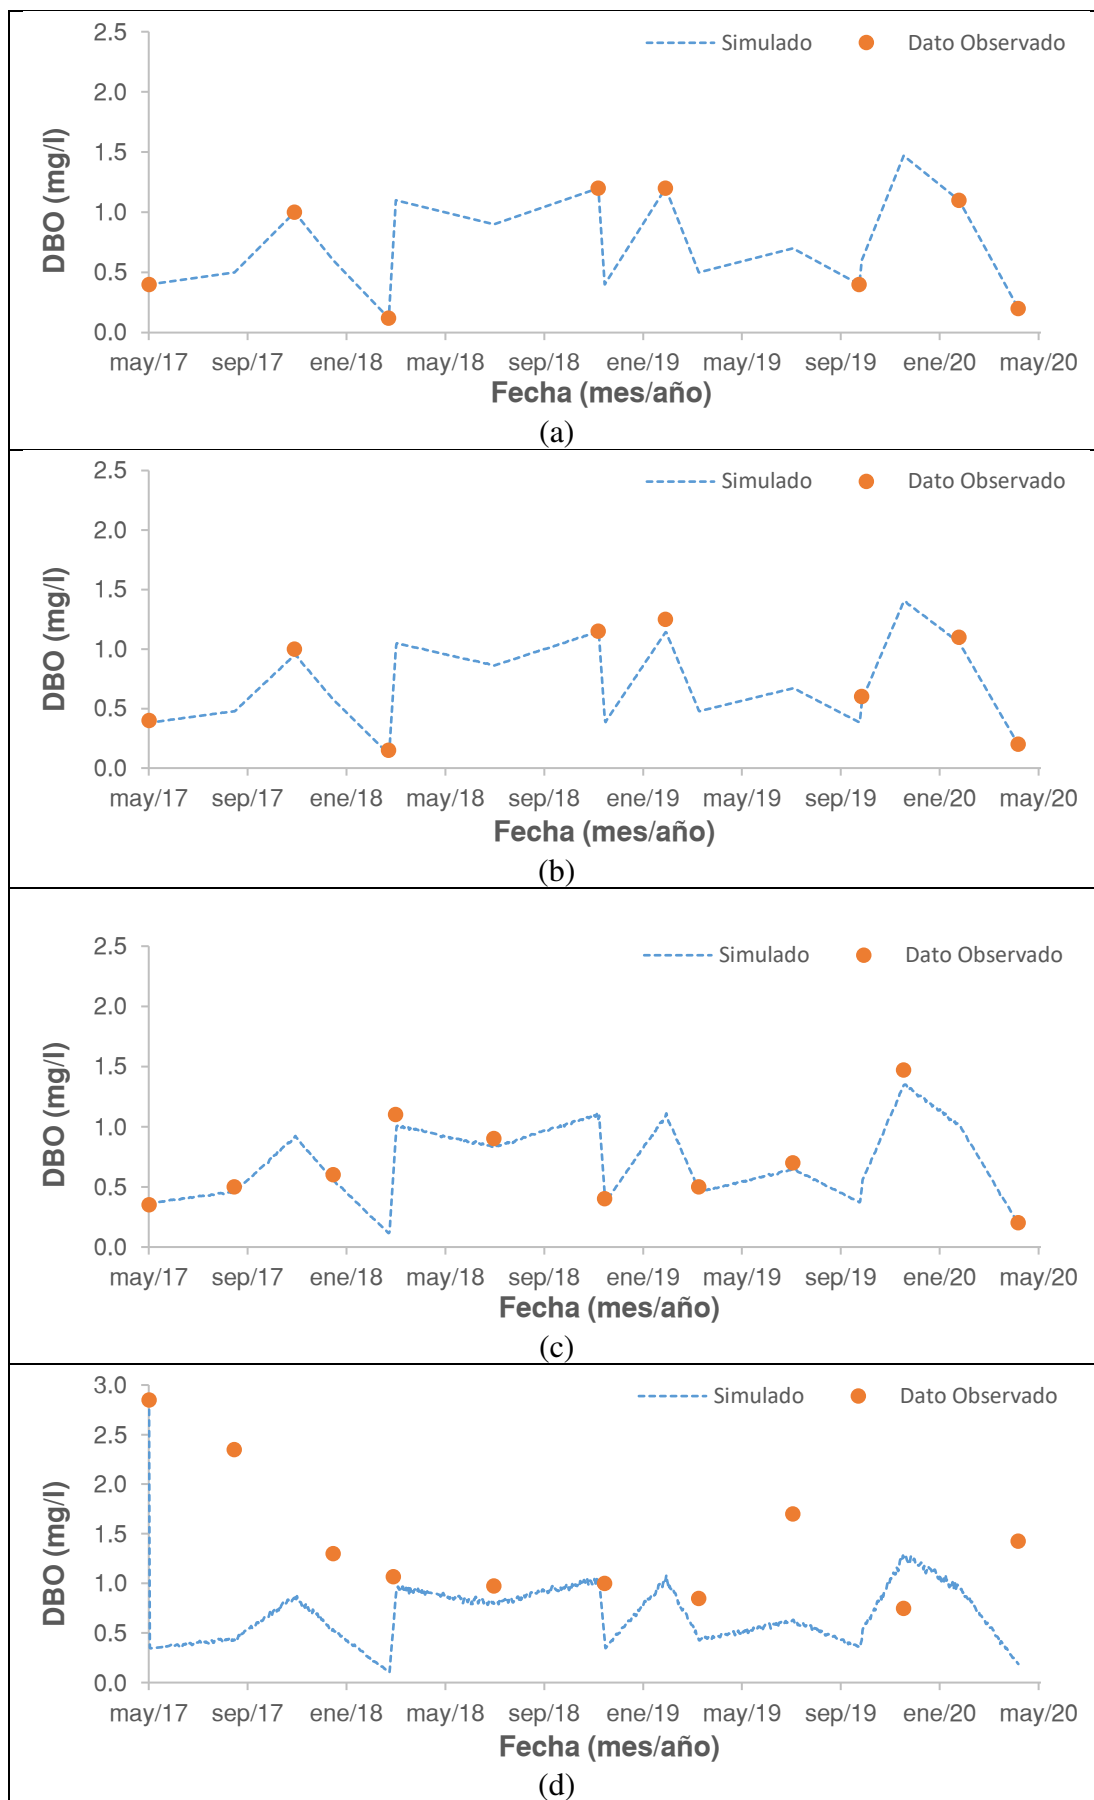 2.5
Simulado
Dato Observado
2.0
1.5
1.0
0.5
0.0
DBO (mg/l)
may/17 sep/17 ene/18 may/18 sep/18 ene/19 may/19 sep/19 ene/20 may/20
Fecha (mes/año)
(a)
2.5
Simulado
Dato Observado
2.0
1.5
1.0
0.5
0.0
DBO (mg/l)
may/17 sep/17 ene/18 may/18 sep/18 ene/19 may/19 sep/19 ene/20 may/20
Fecha (mes/año)
(b)
2.5
Simulado
Dato Observado
2.0
1.5
1.0
0.5
0.0
DBO (mg/l)
may/17 sep/17 ene/18 may/18 sep/18 ene/19 may/19 sep/19 ene/20 may/20
Fecha (mes/año)
(c)
3.0
Simulado
Dato Observado
2.5
2.0
1.5
1.0
0.5
0.0
DBO (mg/l)
may/17 sep/17 ene/18 may/18 sep/18 ene/19 may/19 sep/19 ene/20 may/20
Fecha (mes/año)
(d)